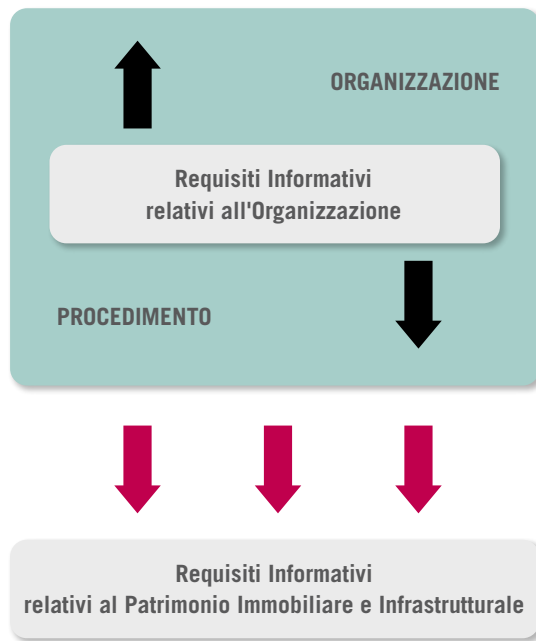 ORGANIZZAZIONE
Requisiti Informativi
relativi all'Organizzazione
PROCEDIMENTO
Requisiti Informativi
relativi al Patrimonio Immobiliare e Infrastrutturale